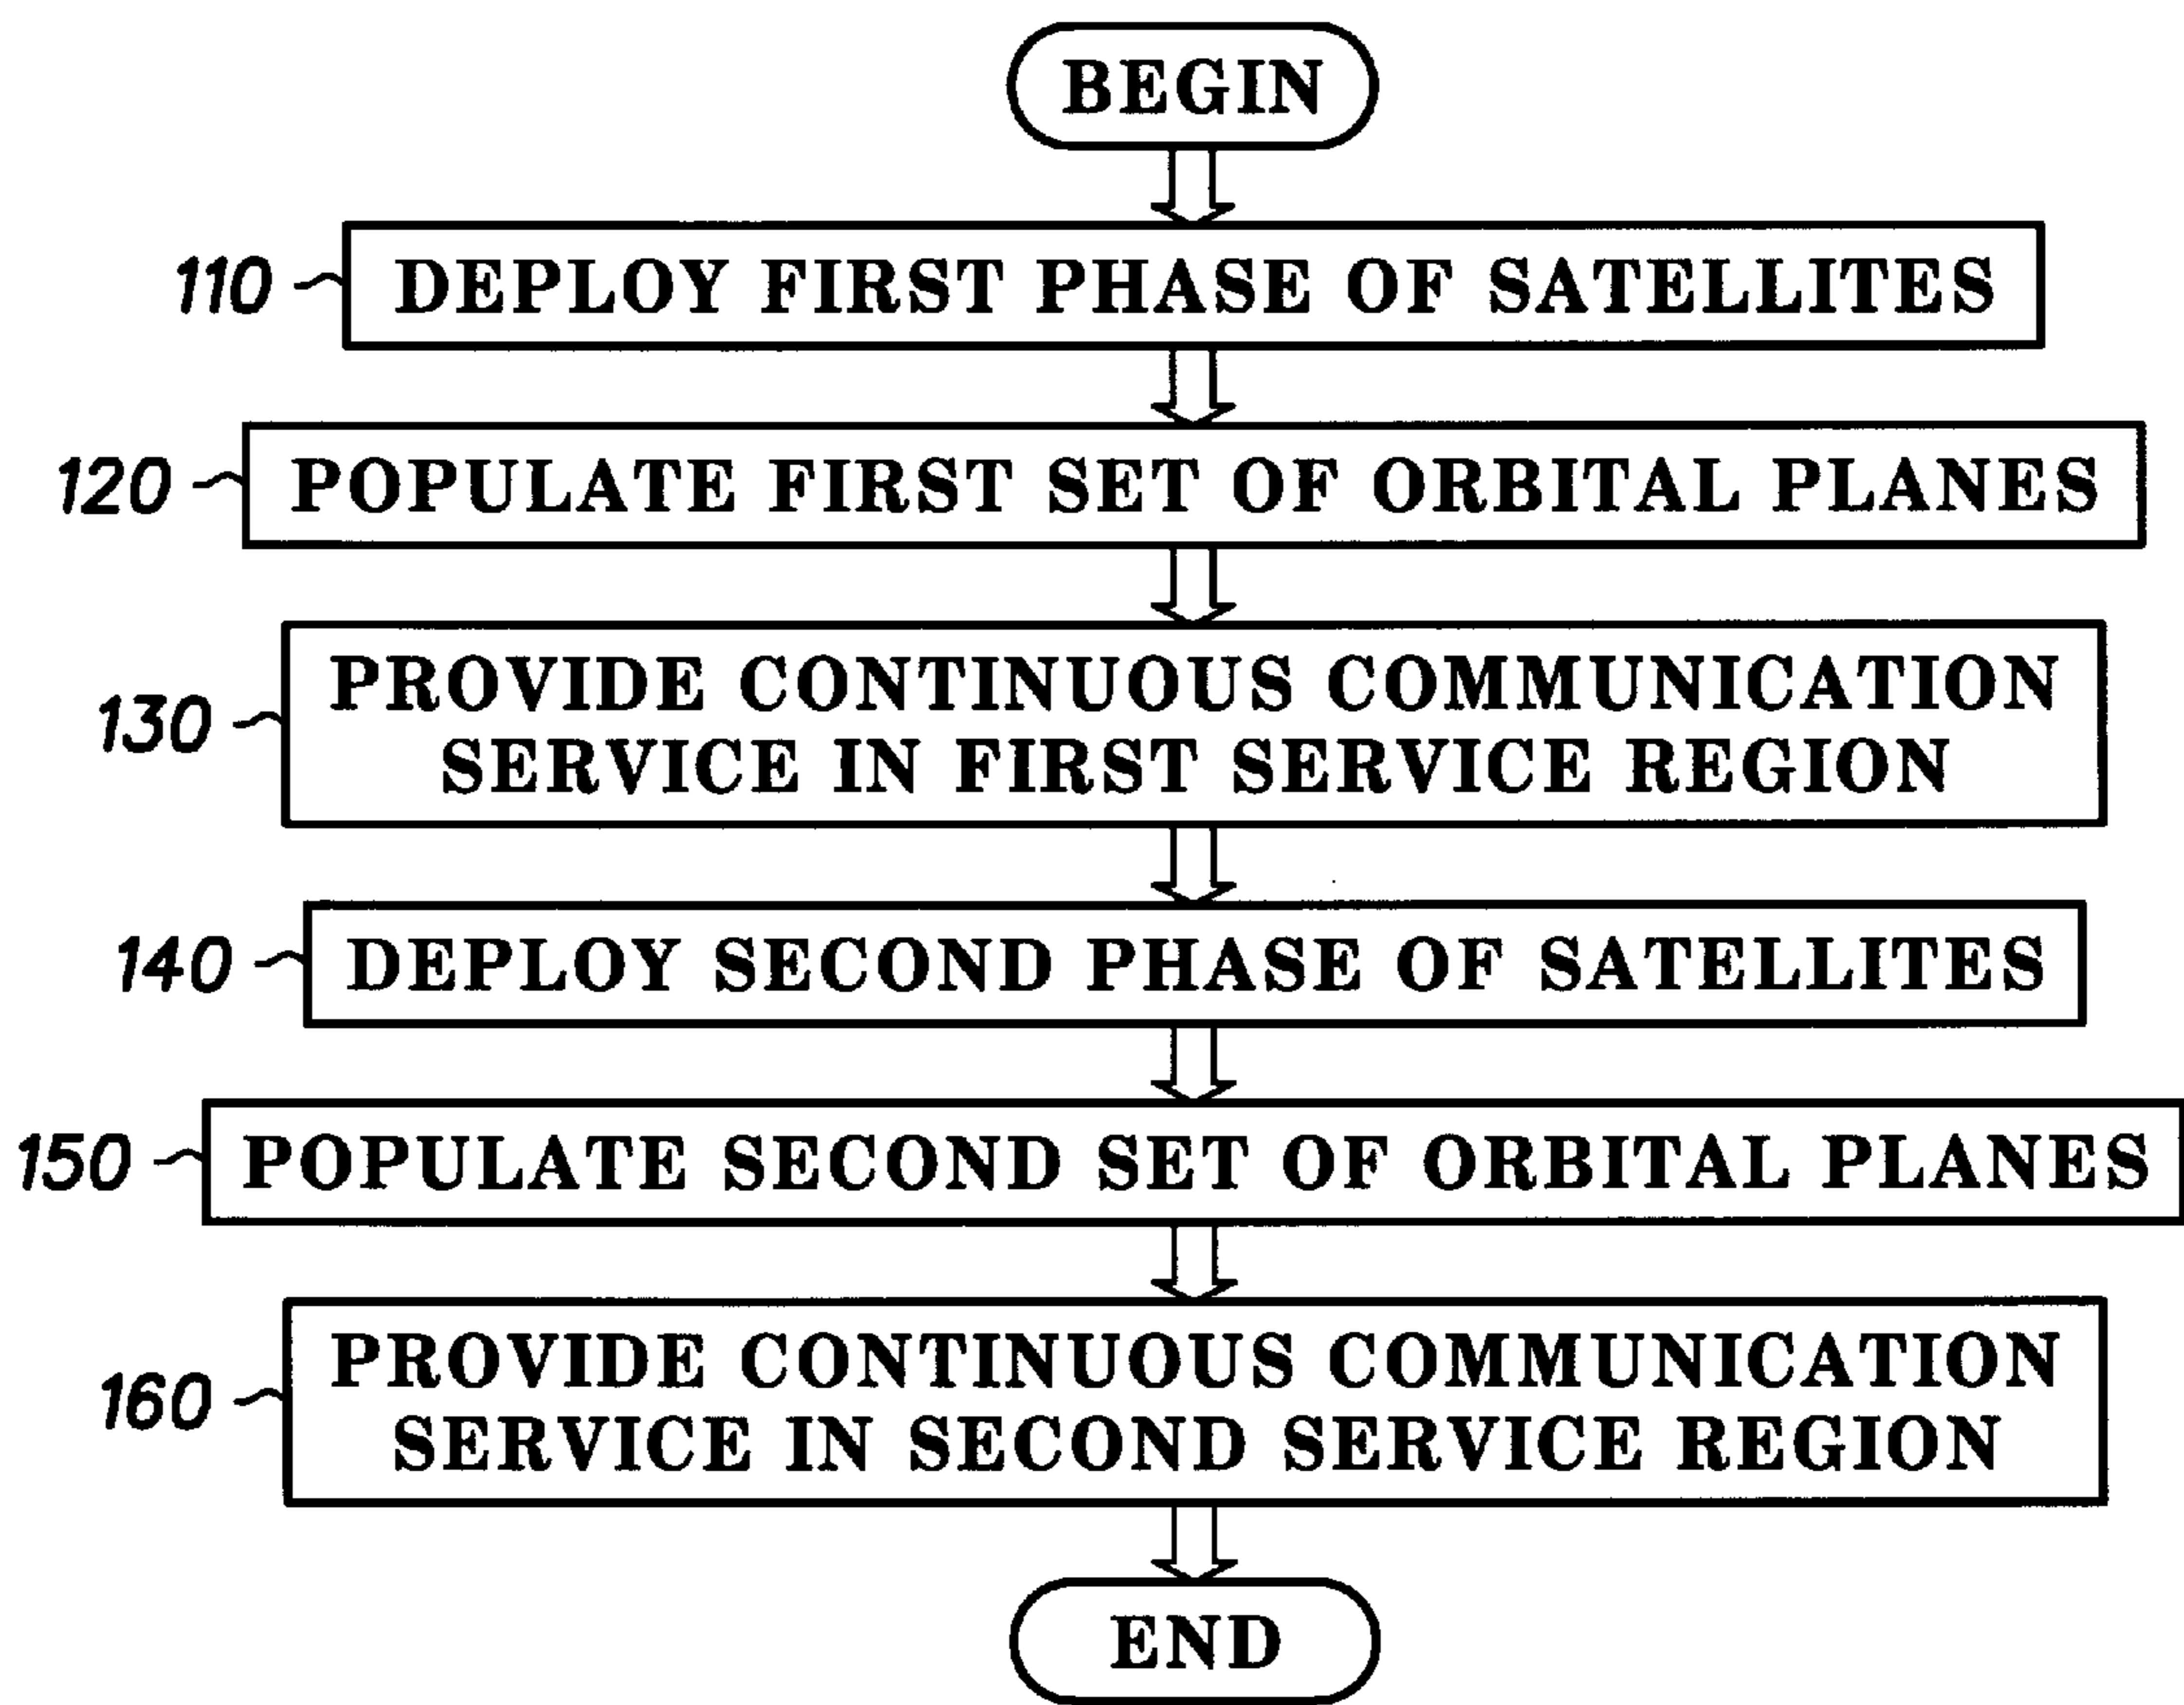 BEGIN
110 DEPLOY FIRST PHASE OF SATELLITES
120 POPULATE FIRST SET OF ORBITAL PLANES
130 PROVIDE CONTINUOUS COMMUNICATION
SERVICE IN FIRST SERVICE REGION
140 DEPLOY SECOND PHASE OF SATELLITES
150 POPULATE SECOND SET OF ORBITAL PLANES
160 PROVIDE CONTINUOUS COMMUNICATION
SERVICE IN SECOND SERVICE REGION
END